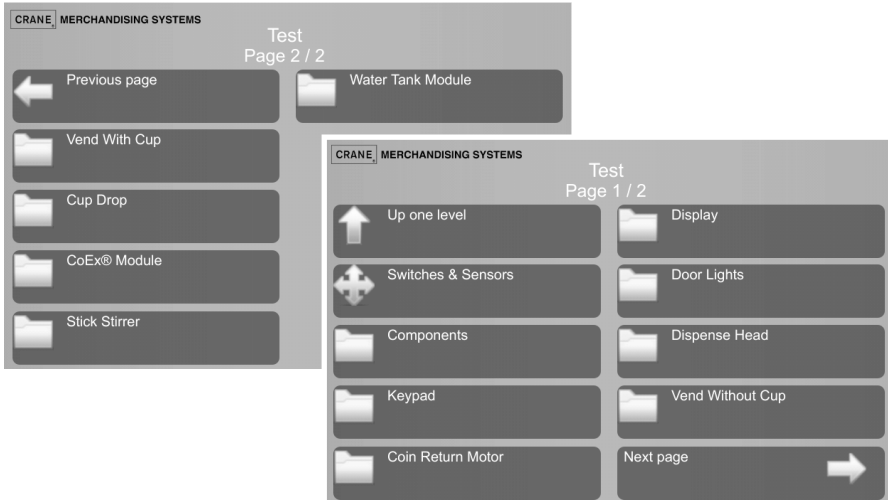 CRANE® MERCHANDISING SYSTEMS
Test
Page 2 / 2
Previous page
Water Tank Module
Vend With Cup
Cup Drop
CoEx® Module
Stick Stirrer
CRANE® MERCHANDISING SYSTEMS
Test
Page 1 / 2
Up one level
Display
Switches & Sensors
Door Lights
Components
Dispense Head
Keypad
Vend Without Cup
Coin Return Motor
Next page